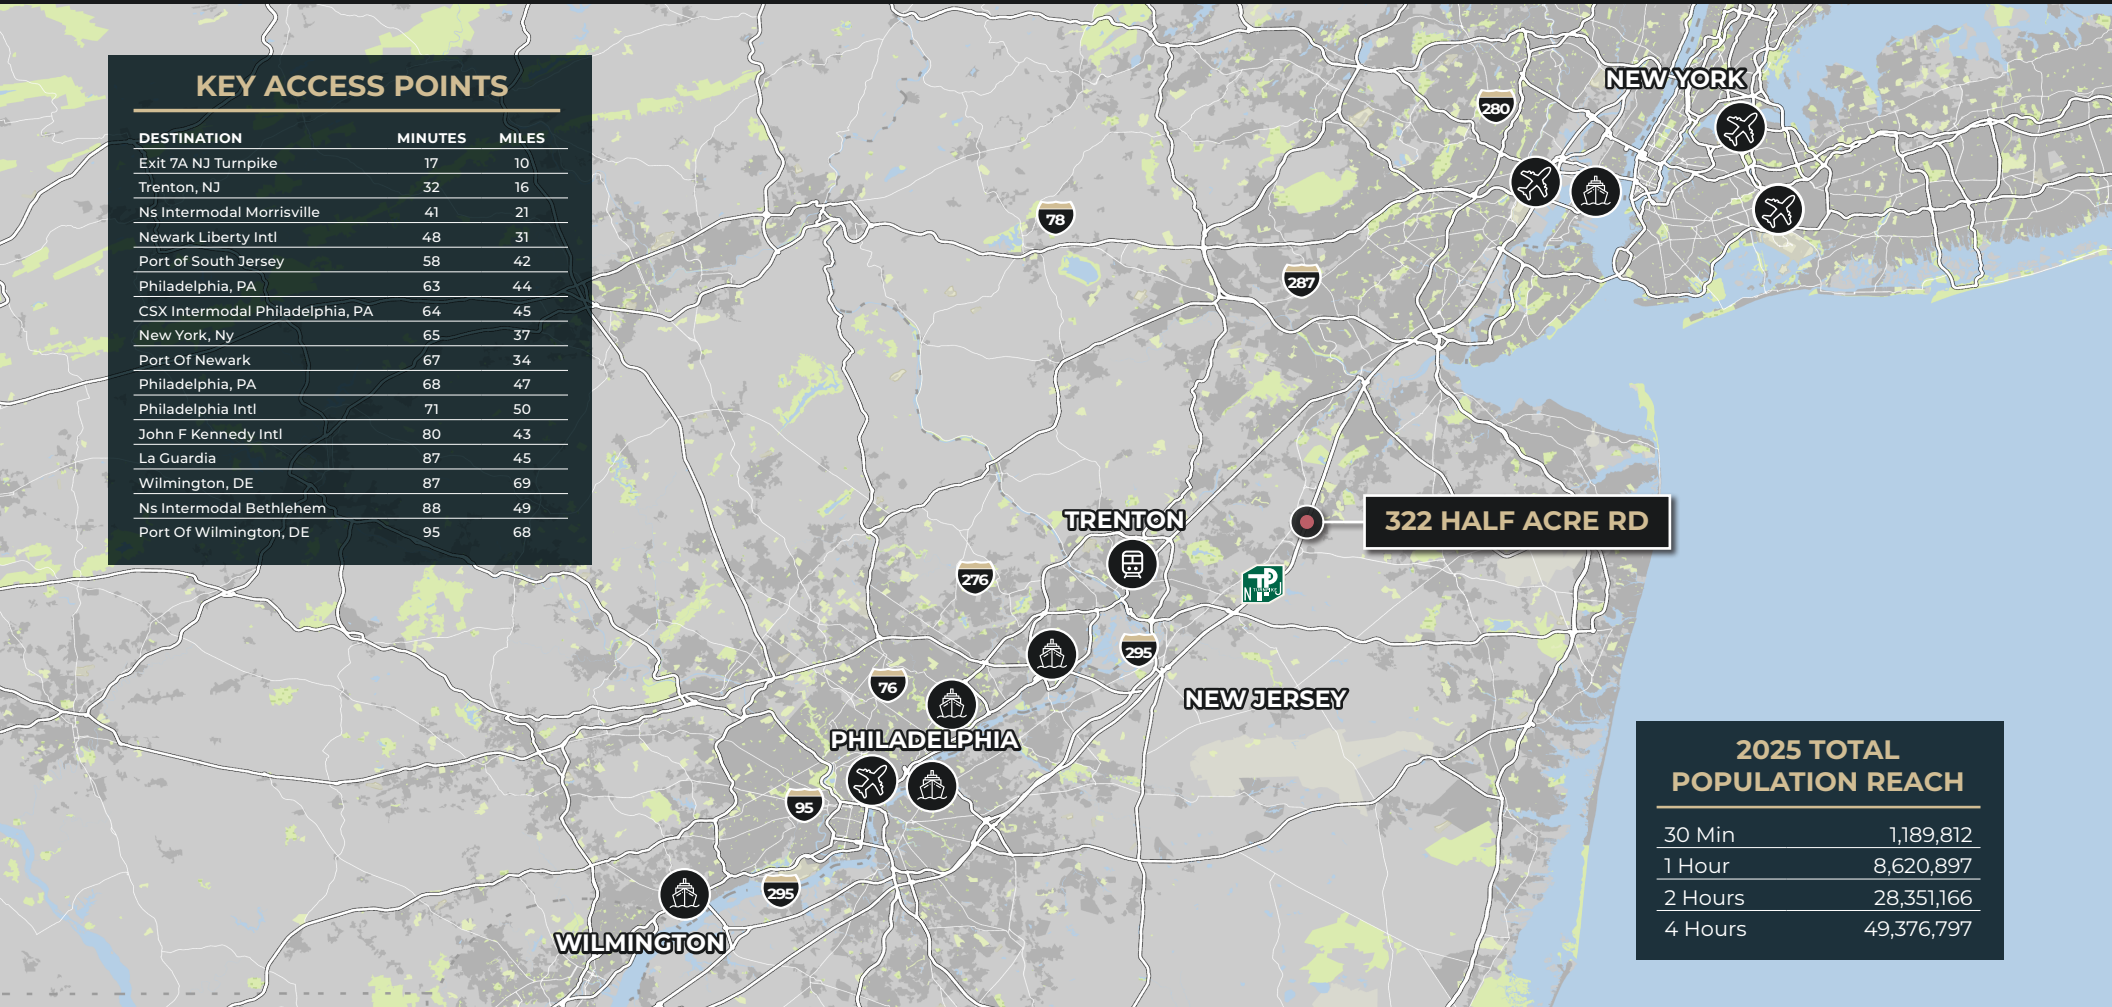 KEY ACCESS POINTS
DESTINATION MINUTES MILES
Exit 7A NJ Turnpike 17 10
Trenton, NJ 32 16
Ns Intermodal Morrisville 41 21
Newark Liberty Intl 48 31
Port of South Jersey 58 42
Philadelphia, PA 63 44
CSX Intermodal Philadelphia, PA 64 45
New York, Ny 65 37
Port Of Newark 67 34
Philadelphia, PA 68 47
Philadelphia Intl 71 50
John F Kennedy Intl 80 43
La Guardia 87 45
Wilmington, DE 87 69
Ns Intermodal Bethlehem 88 49
Port Of Wilmington, DE 95 68
NEW YORK
280
78
287
TRENTON
322 HALF ACRE RD
276
NTPJ
295
76
NEW JERSEY
PHILADELPHIA
95
295
WILMINGTON
2025 TOTAL
POPULATION REACH
30 Min 1,189,812
1 Hour 8,620,897
2 Hours 28,351,166
4 Hours 49,376,797